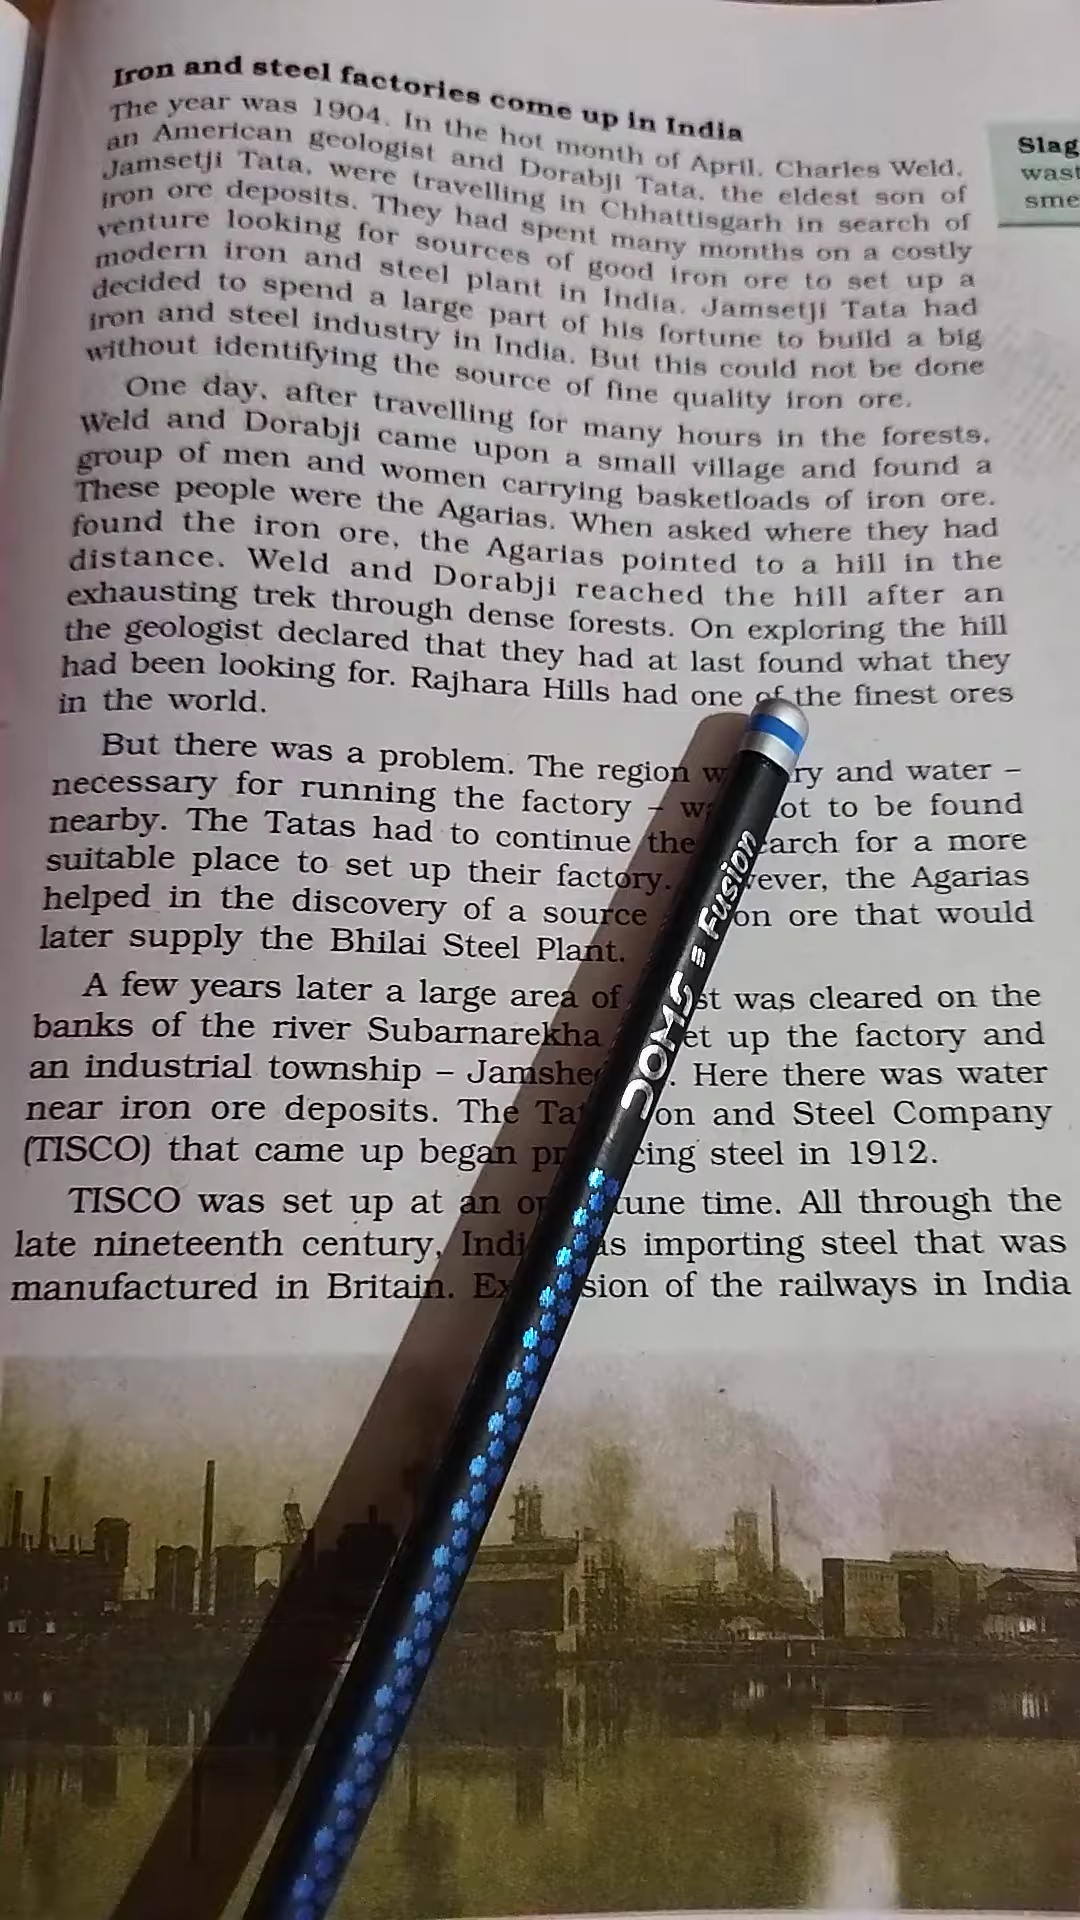 Iron and steel factories come up in India
The year was 1904. In the hot month of April, Charles Weld,
an American geologist and Dorabji Tata, the eldest son of
Jamsetji Tata, were travelling in Chhattisgarh in search of
iron ore deposits. They had spent many months on a costly
venture looking for sources of good iron ore to set up a
modern iron and steel plant in India. Jamsetji Tata had
decided to spend a large part of his fortune to build a big
iron and steel industry in India. But this could not be done
without identifying the source of fine quality iron ore.
One day, after travelling for many hours in the forests,
Weld and Dorabji came upon a small village and found a
group of men and women carrying basketloads of iron ore.
These people were the Agarias. When asked where they had
found the iron ore, the Agarias pointed to a hill in the
distance. Weld and Dorabji reached the hill after an
exhausting trek through dense forests. On exploring the hill
the geologist declared that they had at last found what they
had been looking for. Rajhara Hills had one of the finest ores
in the world.
But there was a problem. The region w ry and water –
necessary for running the factory – w ot to be found
nearby. The Tatas had to continue the arch for a more
suitable place to set up their factory. ever, the Agarias
helped in the discovery of a source on ore that would
later supply the Bhilai Steel Plant.
A few years later a large area of st was cleared on the
banks of the river Subarnarekha et up the factory and
an industrial township – Jamshe . Here there was water
near iron ore deposits. The Ta on and Steel Company
(TISCO) that came up began pr cing steel in 1912.
TISCO was set up at an op tune time. All through the
late nineteenth century, Indi as importing steel that was
manufactured in Britain. Ex sion of the railways in India
Slag
wast
sme
DOMS Fusion